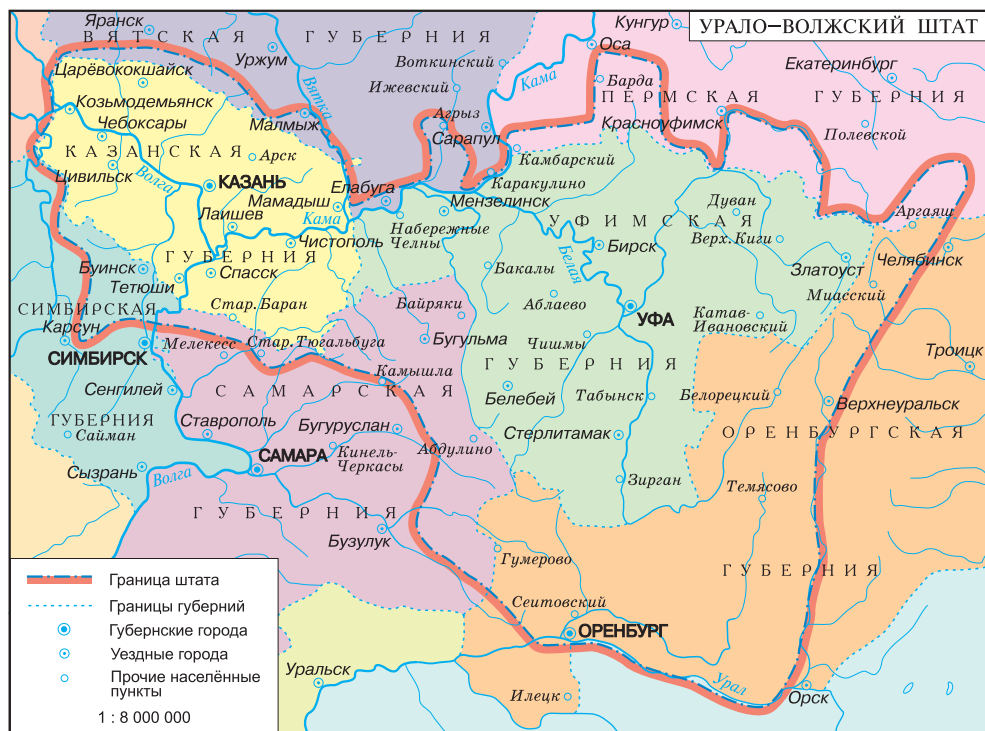 УРАЛО–ВОЛЖСКИЙ ШТАТ
Яранск
Кунгур
ВЯТСКАЯ ГУБЕРНИЯ
Оса
Уржум
Воткинский
Екатеринбург
Царёвококшайск
Кама
Барда
Ижевский
Вятка
ПЕРМСКАЯ ГУБЕРНИЯ
Козьмодемьянск
Агрыз
Красноуфимск
Чебоксары
Малмыж
Сарапул
Полевской
КАЗАНСКАЯ
Арск
Камбарский
Цивильск
Волга
КАЗАНЬ
Каракулино
Елабуга
Мамадыш
Мензелинск
Дуван
Лаишев
Кама
УФИМСКАЯ
Аргаяш
Набережные
Челны
Чистополь
Бирск
Верх. Киги
Белая
Челябинск
ГУБЕРНИЯ
Буинск
Спасск
Бакалы
Златоуст
Тетюши
Миасский
СИМБИРСКАЯ
Стар. Баран
Байряки
Аблаево
УФА
Катав-
Ивановский
Карсун
СИМБИРСК
Мелекесс
Стар. Тюгальбуга
Бугульма
Чишмы
Троицк
ГУБЕРНИЯ
Камышла
Сенгилей
САМАРСКАЯ
Белебей
Табынск
Белорецкий
Верхнеуральск
ГУБЕРНИЯ
Сайман
Ставрополь
Бугуруслан
Стерлитамак
ОРЕНБУРГСКАЯ
Абдулино
САМАРА
Кинель-
Черкасы
Сызрань
Волга
Зирган
Темясово
ГУБЕРНИЯ
Бузулук
Гумерово
ГУБЕРНИЯ
Сеитовский
ОРЕНБУРГ
Уральск
Урал
Илецк
Орск
Граница штата
Границы губерний
Губернские города
Уездные города
Прочие населённые
пункты
1 : 8 000 000